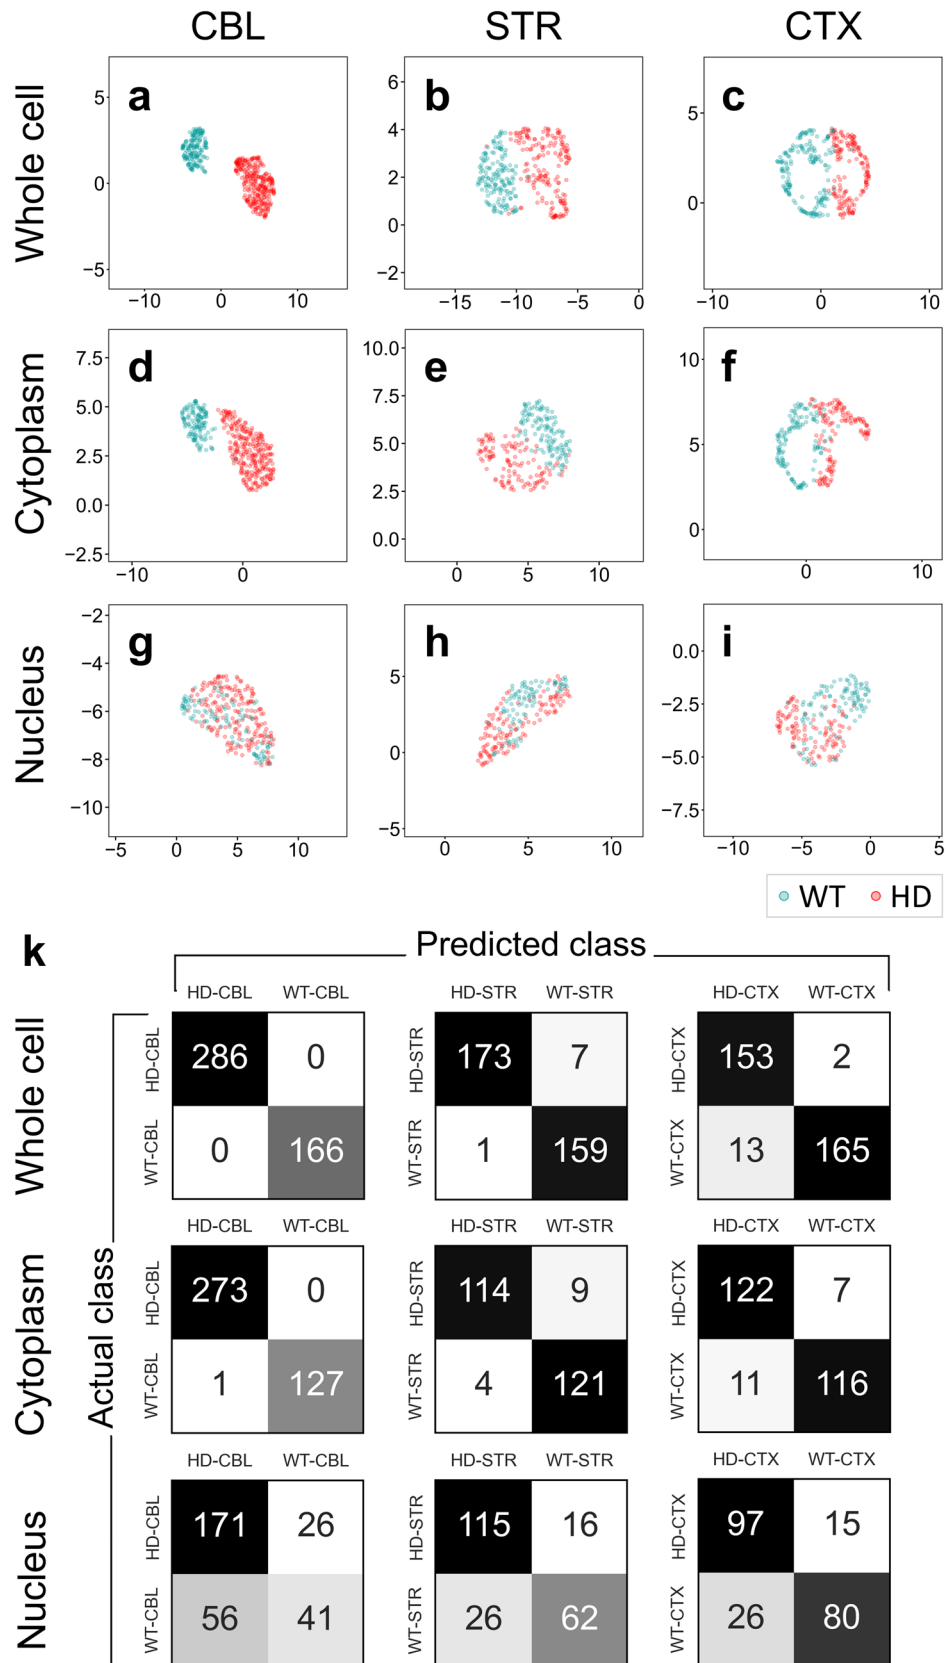 CBL STR CTX
Whole cell
a b c
5 0 −5
−10 0 10
6 4 2 0 −2
−15 −10 −5 0
5 0
−10 0 10
Cytoplasm
d e f
7.5 5.0 2.5 0.0 −2.5
−10 0
10.0 7.5 5.0 2.5 0.0
0 5 10
10 5 0
0 10
Nucleus
g h i
−2 −4 −6 −8 −10
−5 0 5 10
5 0 −5
0 5 10
0.0 −2.5 −5.0 −7.5
−10 −5 0 5
WT HD
k
Predicted class
Actual class
Whole cell
HD-CBL WT-CBL HD-STR WT-STR HD-CTX WT-CTX
HD-CBL 286 0 HD-STR 173 7 HD-CTX 153 2
WT-CBL 0 166 WT-STR 1 159 WT-CTX 13 165
Cytoplasm
HD-CBL WT-CBL HD-STR WT-STR HD-CTX WT-CTX
HD-CBL 273 0 HD-STR 114 9 HD-CTX 122 7
WT-CBL 1 127 WT-STR 4 121 WT-CTX 11 116
Nucleus
HD-CBL WT-CBL HD-STR WT-STR HD-CTX WT-CTX
HD-CBL 171 26 HD-STR 115 16 HD-CTX 97 15
WT-CBL 56 41 WT-STR 26 62 WT-CTX 26 80